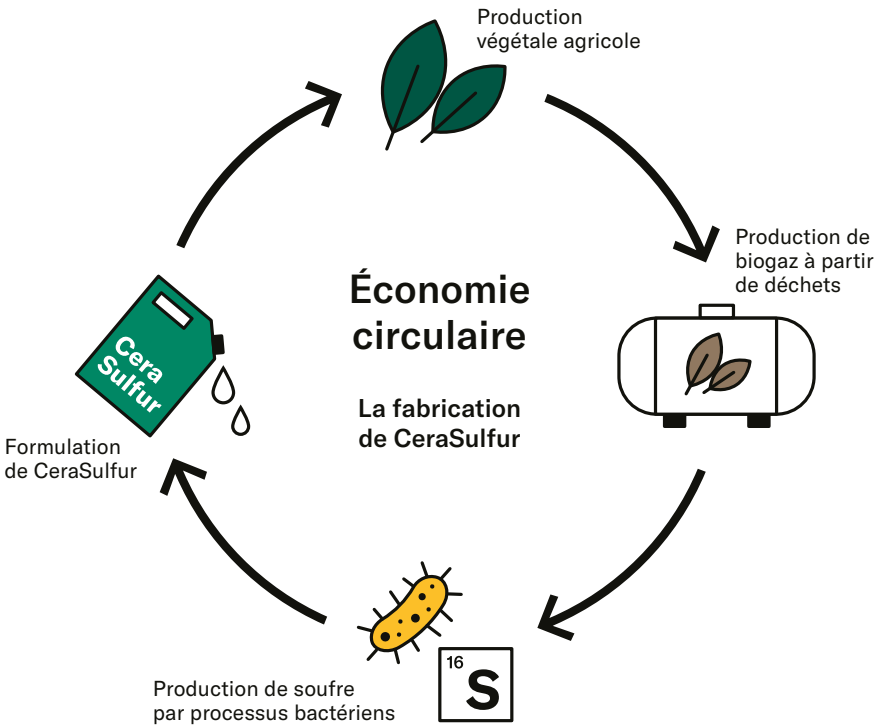 Production
végétale agricole
Production de
biogaz à partir
de déchets
Économie
circulaire
La fabrication
de CeraSulfur
Cera
Sulfur
Formulation
de CeraSulfur
16
S
Production de soufre
par processus bactériens